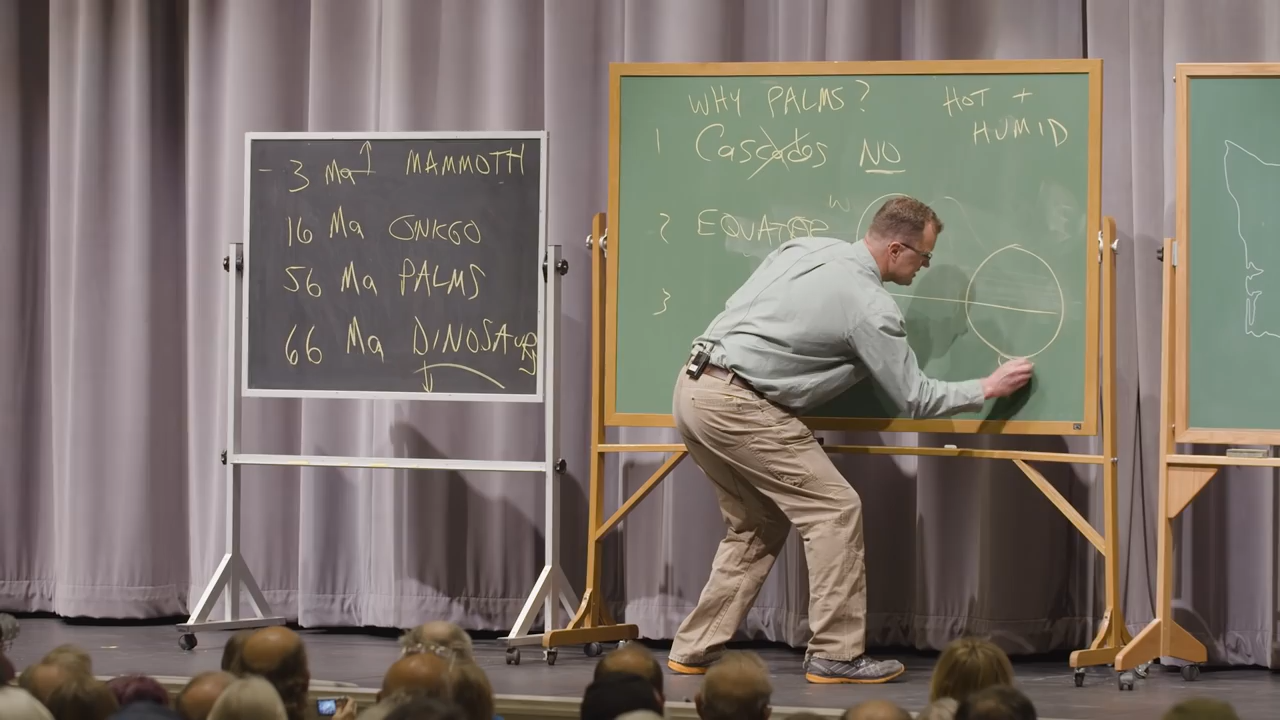 3 Ma MAMMOTH
16 Ma GINKGO
56 Ma PALMS
66 Ma DINOSAURS
WHY PALMS?
HOT +
HUMID
1 Cascades NO
2 EQUATOR
3